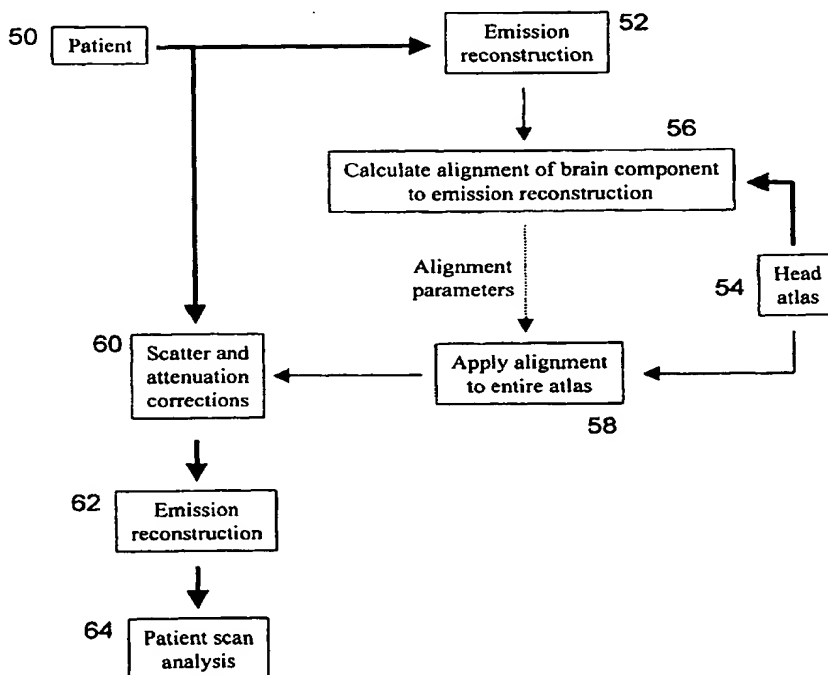 50
Patient
Emission
reconstruction
52
56
Calculate alignment of brain component
to emission reconstruction
Alignment
parameters
54
Head
atlas
60
Scatter and
attenuation
corrections
Apply alignment
to entire atlas
58
62
Emission
reconstruction
64
Patient scan
analysis